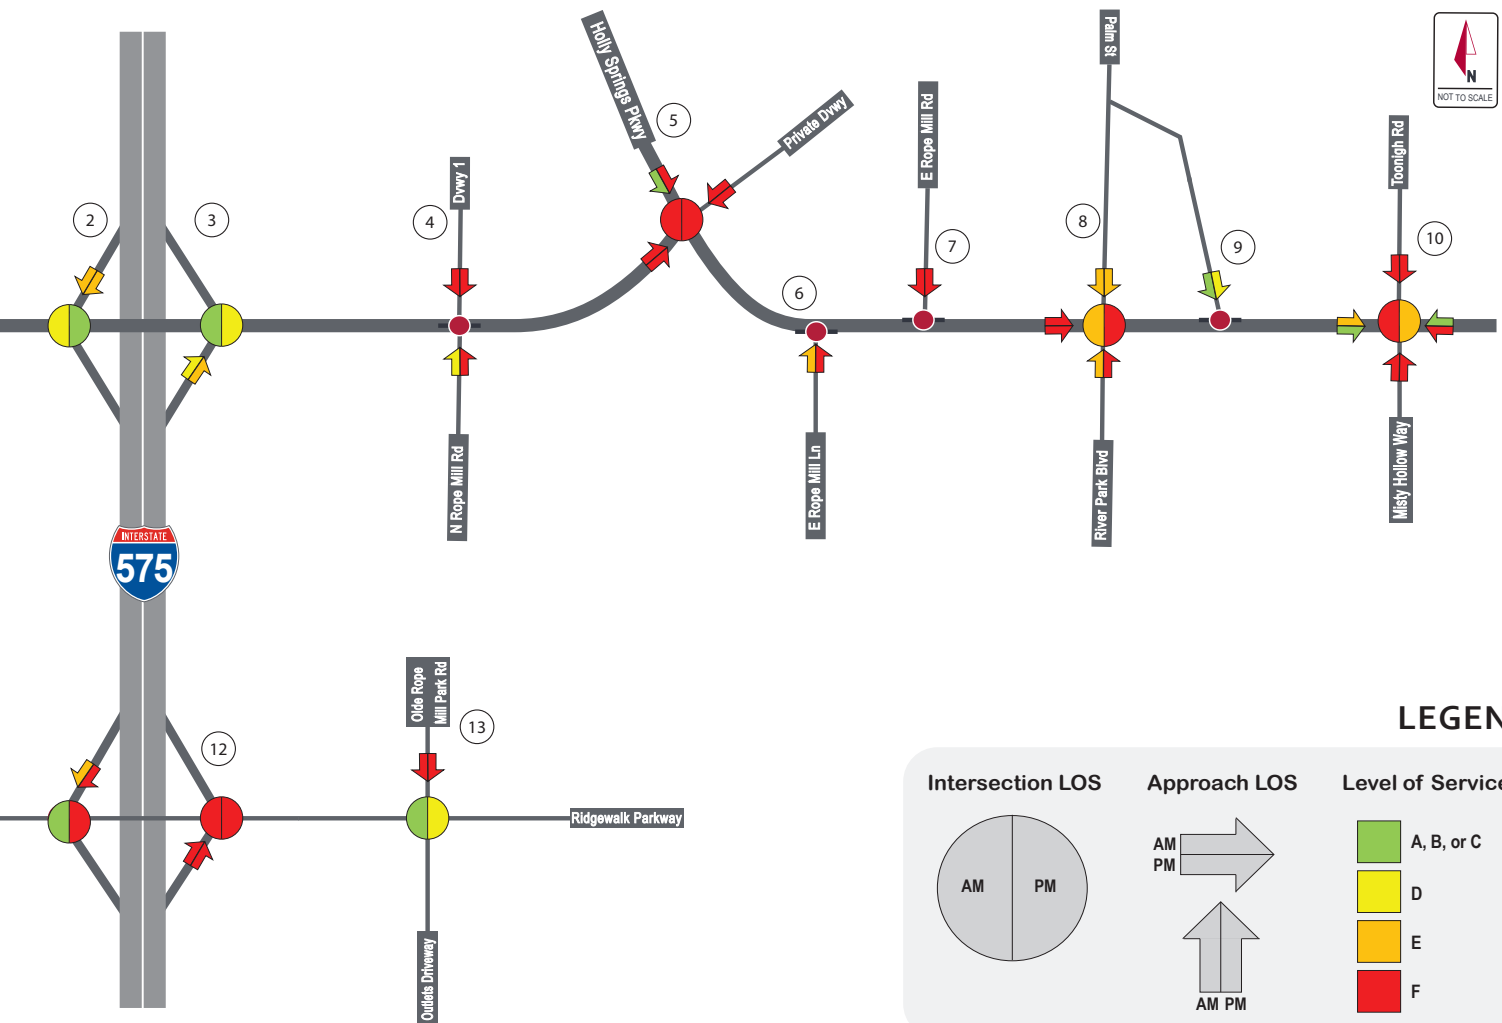 Holly Springs Pkwy
Palm St
N
NOT TO SCALE
5
Private Dvwy
E Rope Mill Rd
Toonigh Rd
Dvwy 1
2
3
4
7
8
9
10
6
N Rope Mill Rd
E Rope Mill Ln
River Park Blvd
Misty Hollow Way
INTERSTATE
575
Olde Rope
Mill Park Rd
12
13
Ridgewalk Parkway
Outlets Driveway
LEGEN
Intersection LOS
Approach LOS
Level of Service
AM
PM
AM
PM
AM PM
A, B, or C
D
E
F